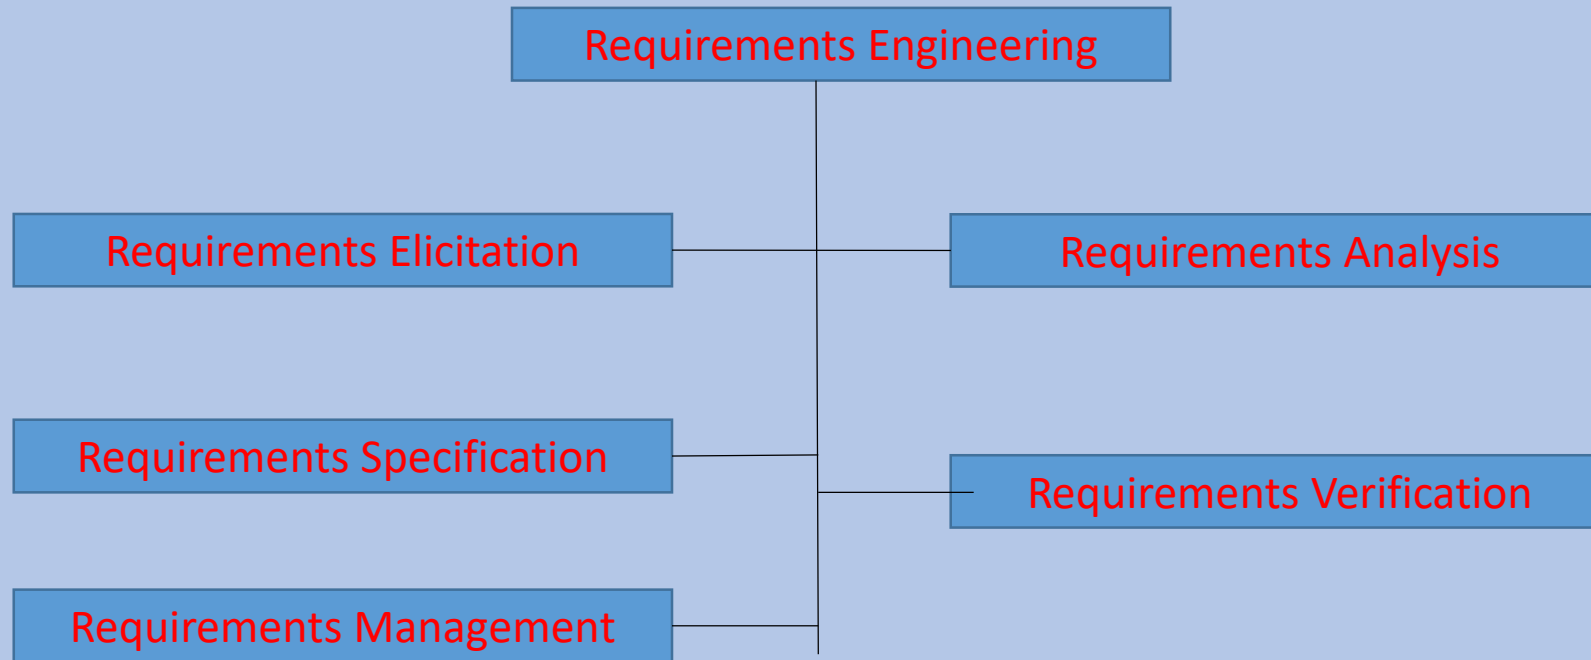 Requirements Engineering
Requirements Elicitation
Requirements Analysis
Requirements Specification
Requirements Verification
Requirements Management